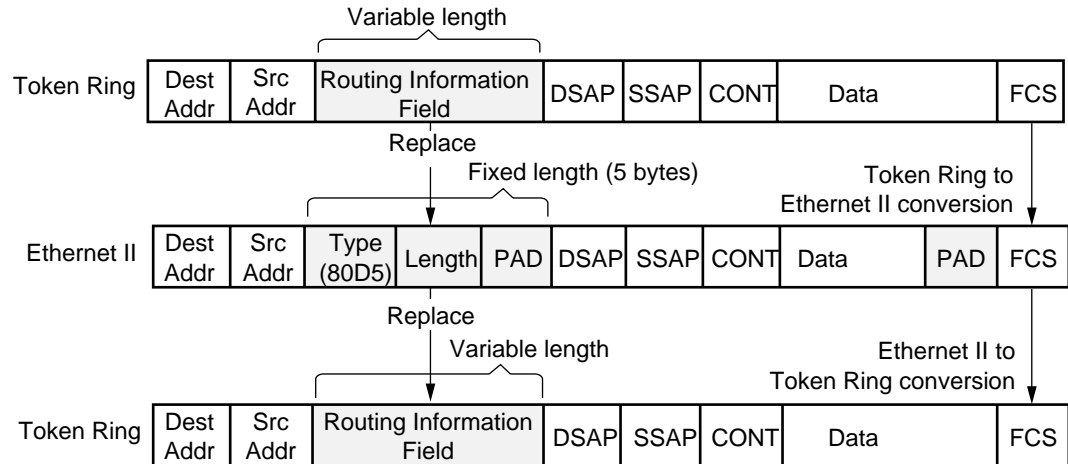 Variable length
Token Ring
Dest Addr
Src Addr
Routing Information Field
DSAP
SSAP
CONT
Data
FCS
Replace
Fixed length (5 bytes)
Token Ring to
Ethernet II conversion
Ethernet II
Dest Addr
Src Addr
Type (80D5)
Length
PAD
DSAP
SSAP
CONT
Data
PAD
FCS
Replace
Variable length
Ethernet II to
Token Ring conversion
Token Ring
Dest Addr
Src Addr
Routing Information Field
DSAP
SSAP
CONT
Data
FCS